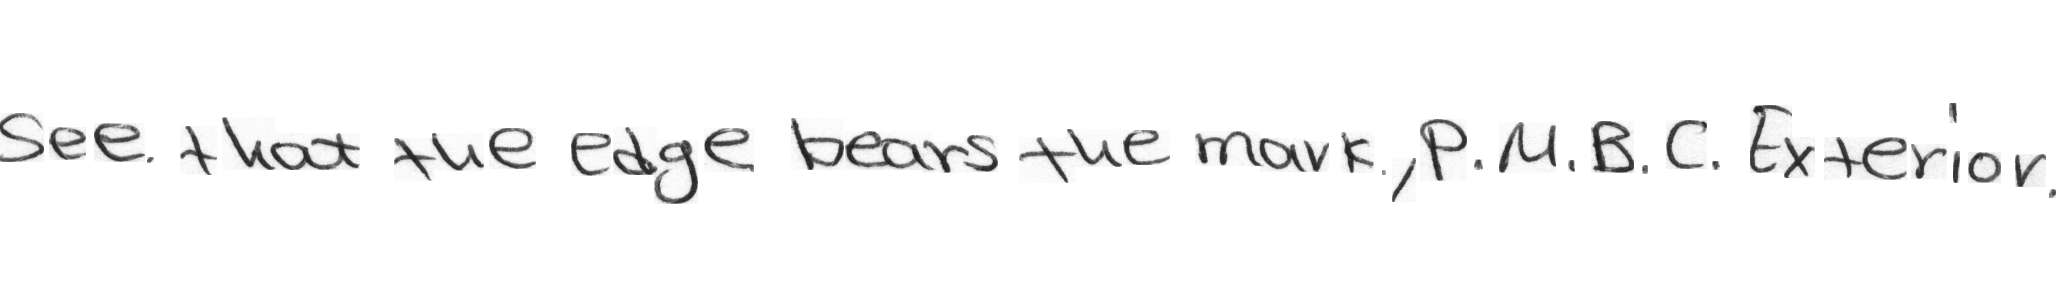 See. that the edge bears the mark., P. M. B. C. Exterior.